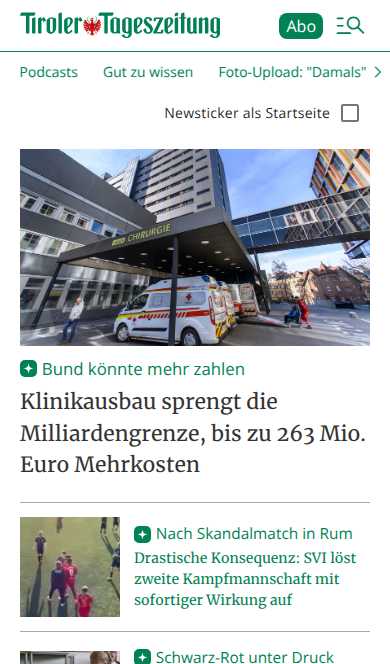 Tiroler Tageszeitung
Abo
Podcasts
Gut zu wissen
Foto-Upload: "Damals"
Newsticker als Startseite
CHIRURGIE
Bund könnte mehr zahlen
Klinikausbau sprengt die
Milliardengrenze, bis zu 263 Mio.
Euro Mehrkosten
Nach Skandalmatch in Rum
Drastische Konsequenz: SVI löst
zweite Kampfmannschaft mit
sofortiger Wirkung auf
Schwarz-Rot unter Druck